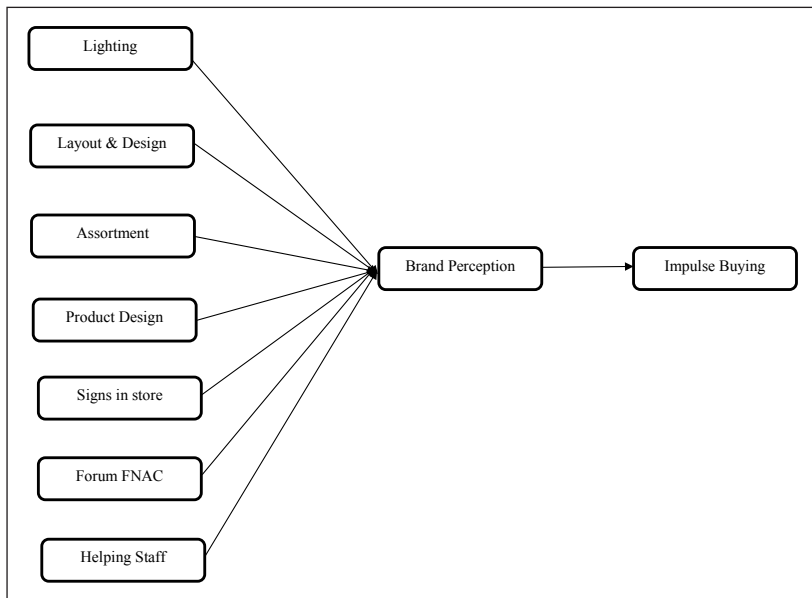 Lighting
Layout & Design
Assortment
Product Design
Signs in store
Forum FNAC
Helping Staff
Brand Perception
Impulse Buying